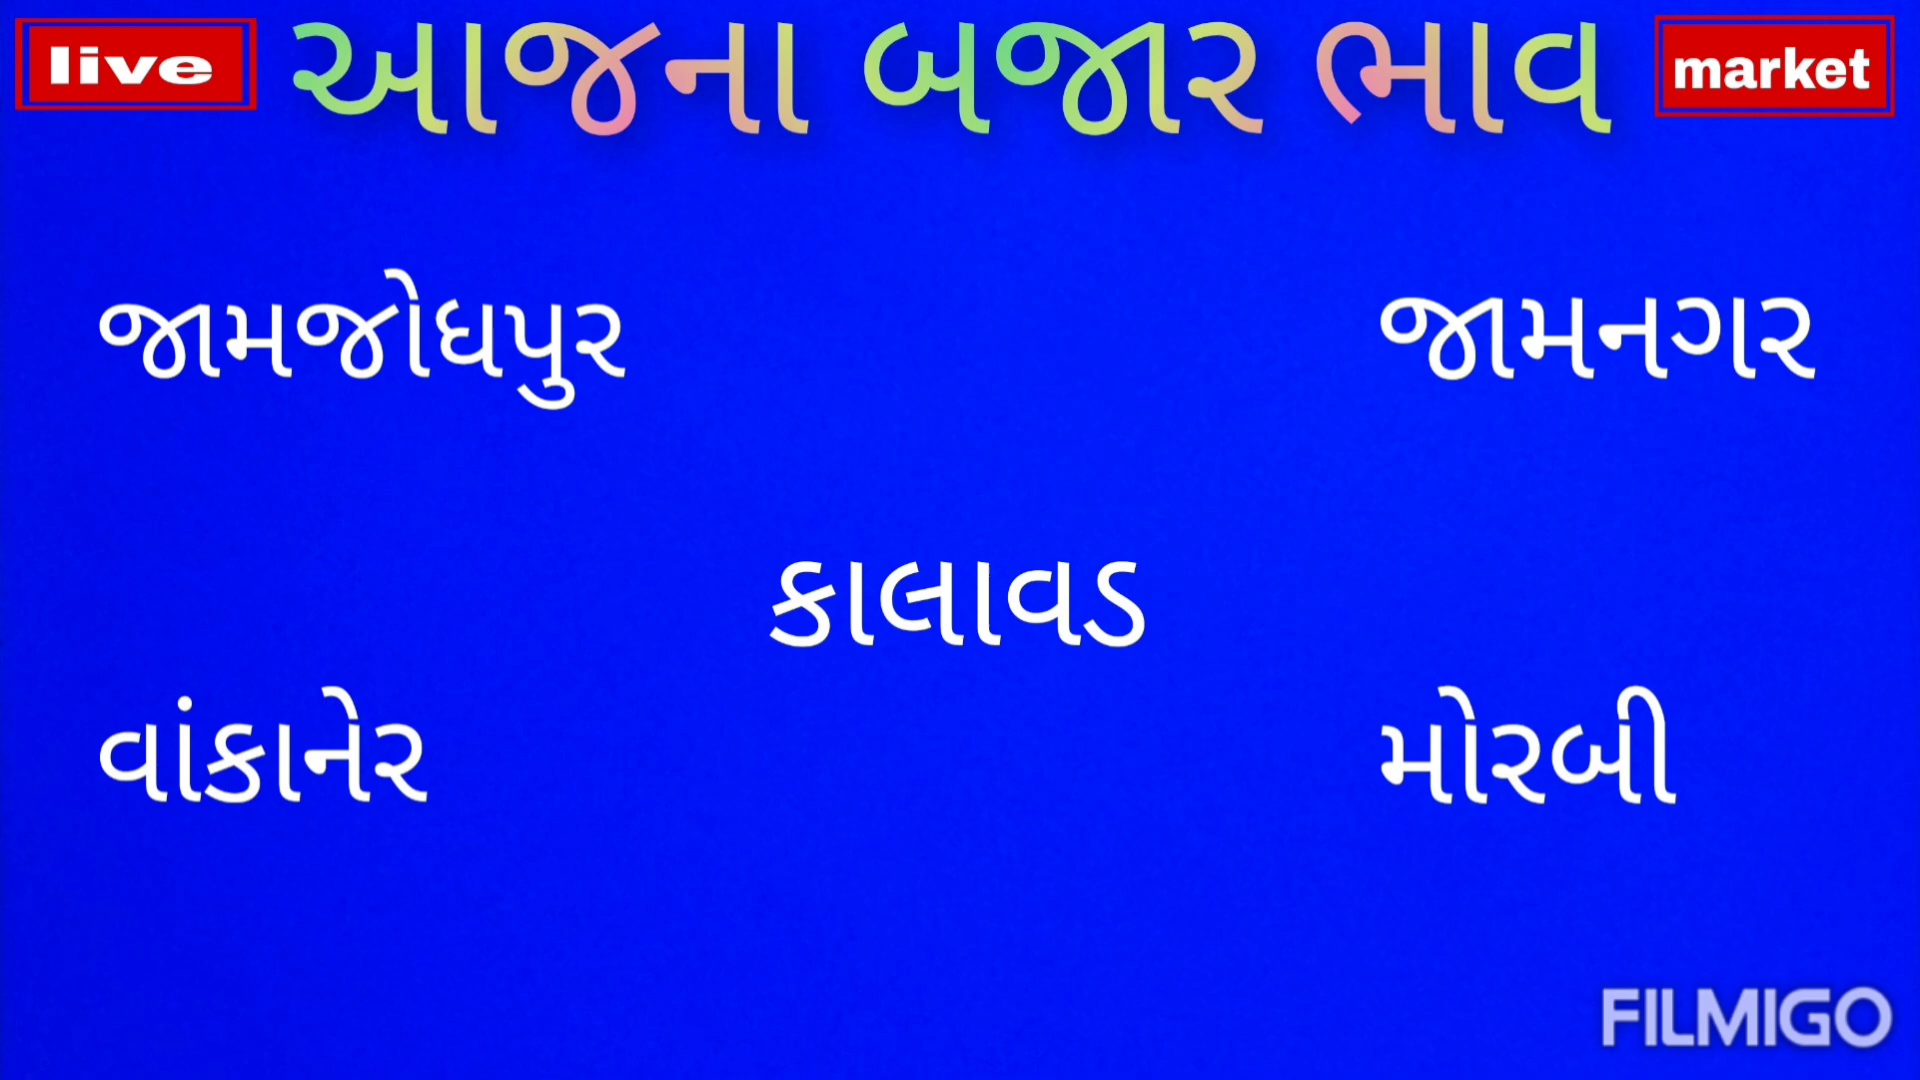 live આજના બજાર ભાવ market
જામજોધપુર જામનગર
કાલાવડ
વાંકાનેર મોરબી
FILMIGO